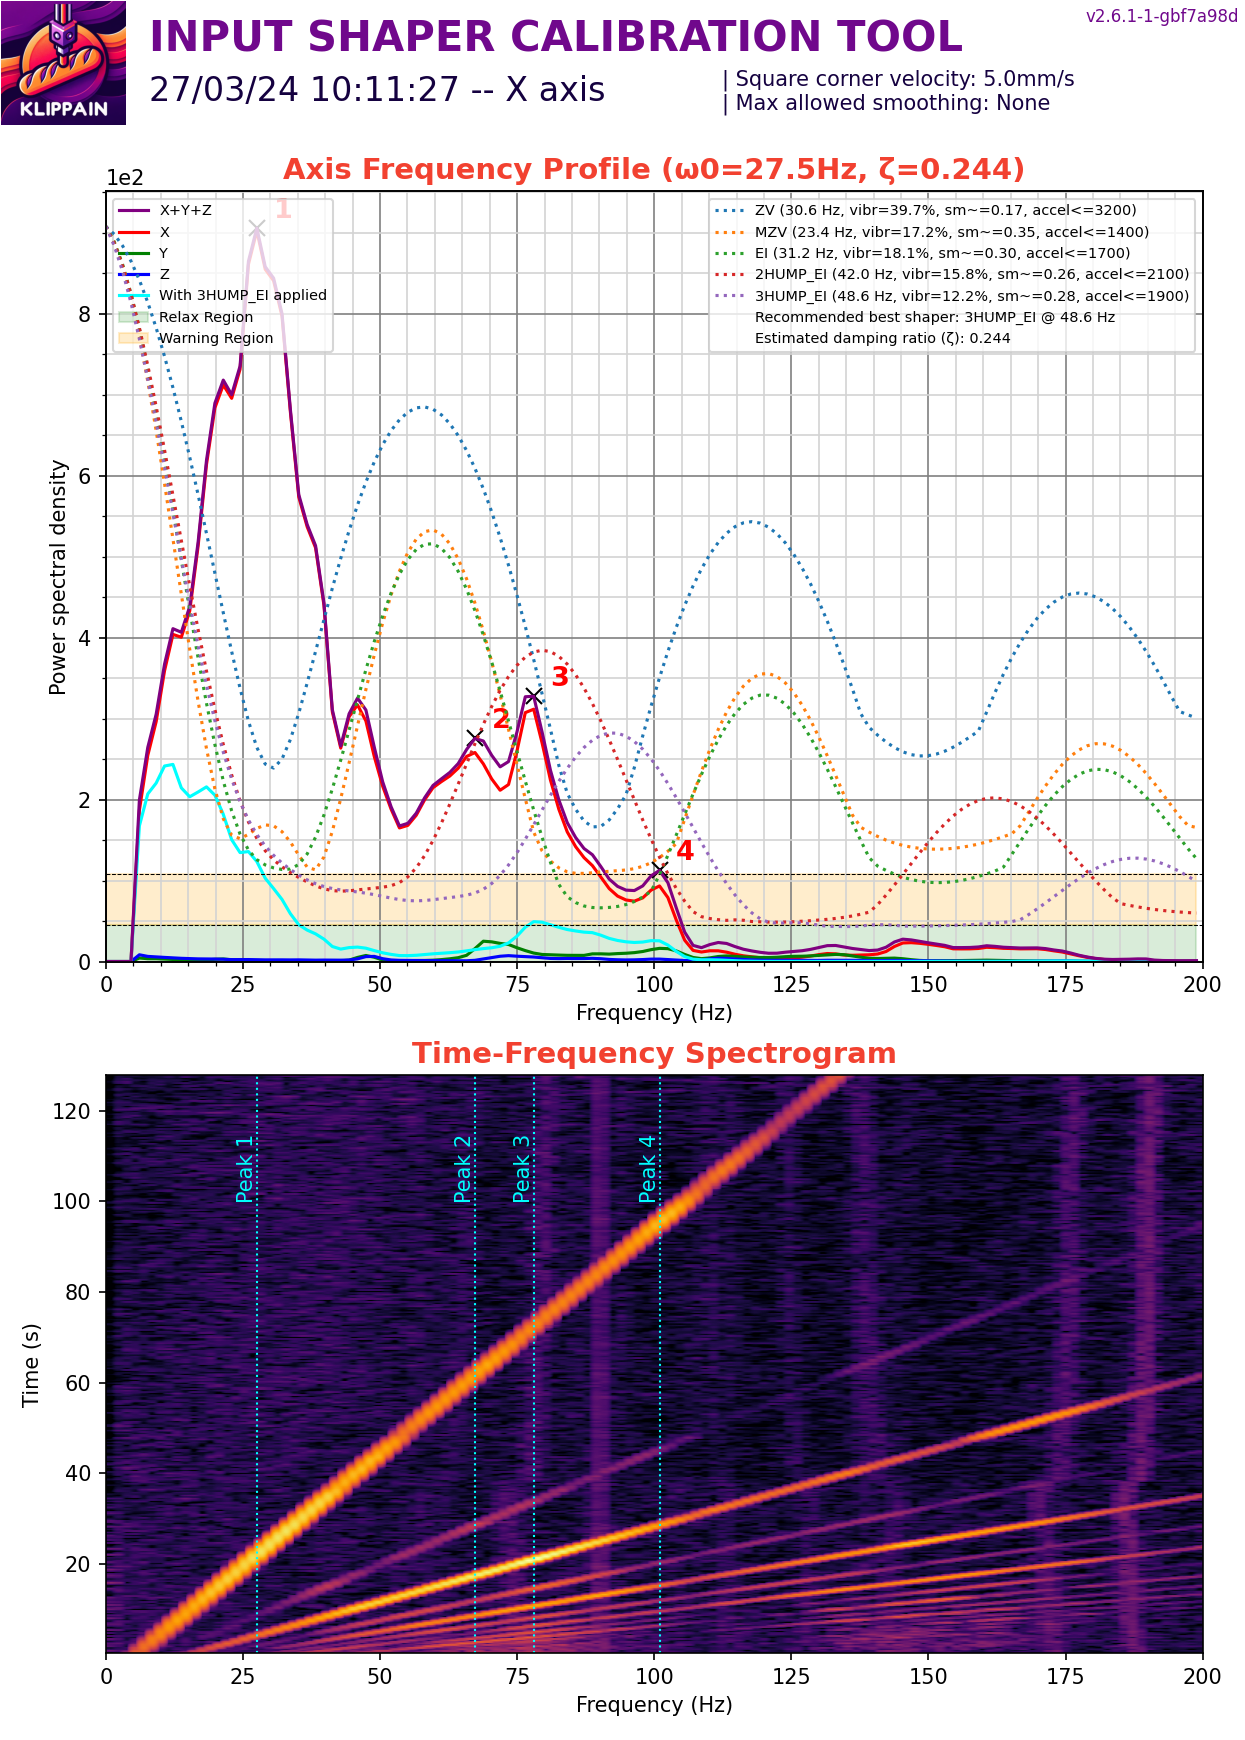 v2.6.1-1-gbf7a98d
INPUT SHAPER CALIBRATION TOOL
27/03/24 10:11:27 -- X axis
| Square corner velocity: 5.0mm/s
| Max allowed smoothing: None
KLIPPAIN
Axis Frequency Profile (ω0=27.5Hz, ζ=0.244)
1e2
X+Y+Z
X
Y
Z
With 3HUMP_EI applied
Relax Region
Warning Region
ZV (30.6 Hz, vibr=39.7%, sm~=0.17, accel<=3200)
MZV (23.4 Hz, vibr=17.2%, sm~=0.35, accel<=1400)
EI (31.2 Hz, vibr=18.1%, sm~=0.30, accel<=1700)
2HUMP_EI (42.0 Hz, vibr=15.8%, sm~=0.26, accel<=2100)
3HUMP_EI (48.6 Hz, vibr=12.2%, sm~=0.28, accel<=1900)
Recommended best shaper: 3HUMP_EI @ 48.6 Hz
Estimated damping ratio (ζ): 0.244
1
2
3
4
Power spectral density
8
6
4
2
0
0 25 50 75 100 125 150 175 200
Frequency (Hz)
Time-Frequency Spectrogram
Time (s)
120
100
80
60
40
20
Peak 1
Peak 2
Peak 3
Peak 4
0 25 50 75 100 125 150 175 200
Frequency (Hz)